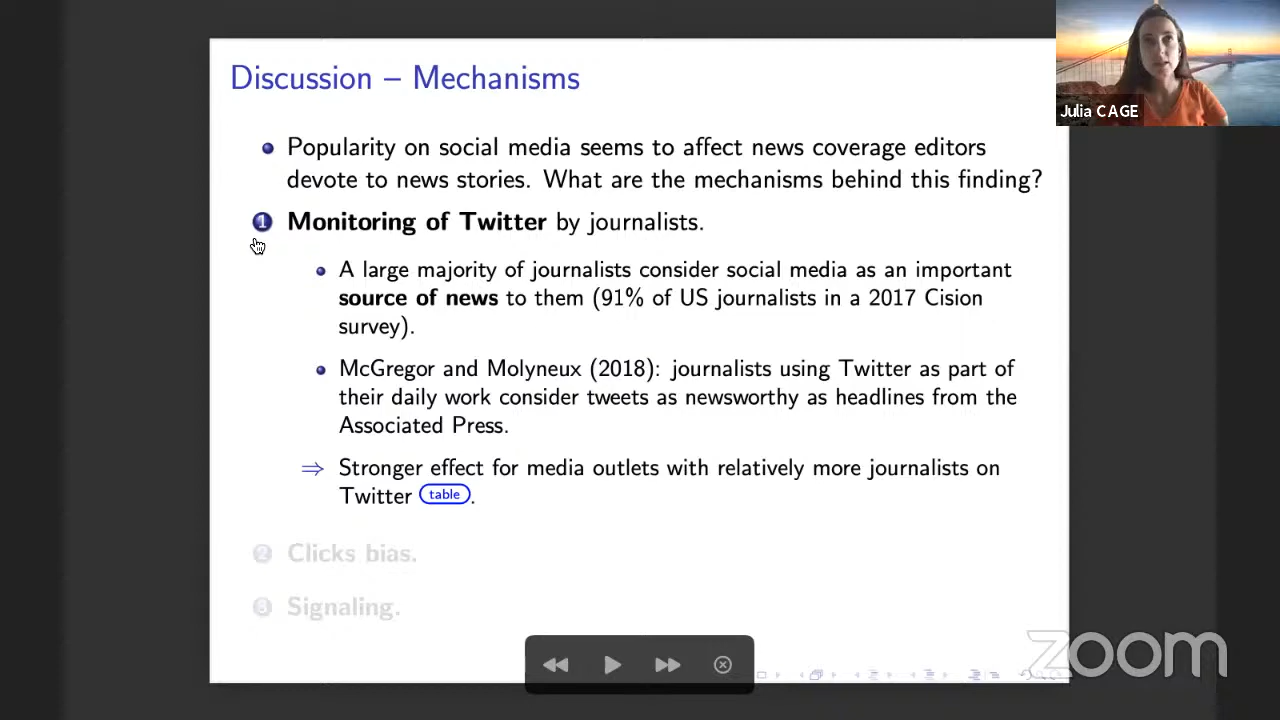 Discussion – Mechanisms
Julia CAGE
Popularity on social media seems to affect news coverage editors
devote to news stories. What are the mechanisms behind this finding?
1 Monitoring of Twitter by journalists.
A large majority of journalists consider social media as an important
source of news to them (91% of US journalists in a 2017 Cision
survey).
McGregor and Molyneux (2018): journalists using Twitter as part of
their daily work consider tweets as newsworthy as headlines from the
Associated Press.
⇒ Stronger effect for media outlets with relatively more journalists on
Twitter table.
2 Clicks bias.
3 Signaling.
zoom